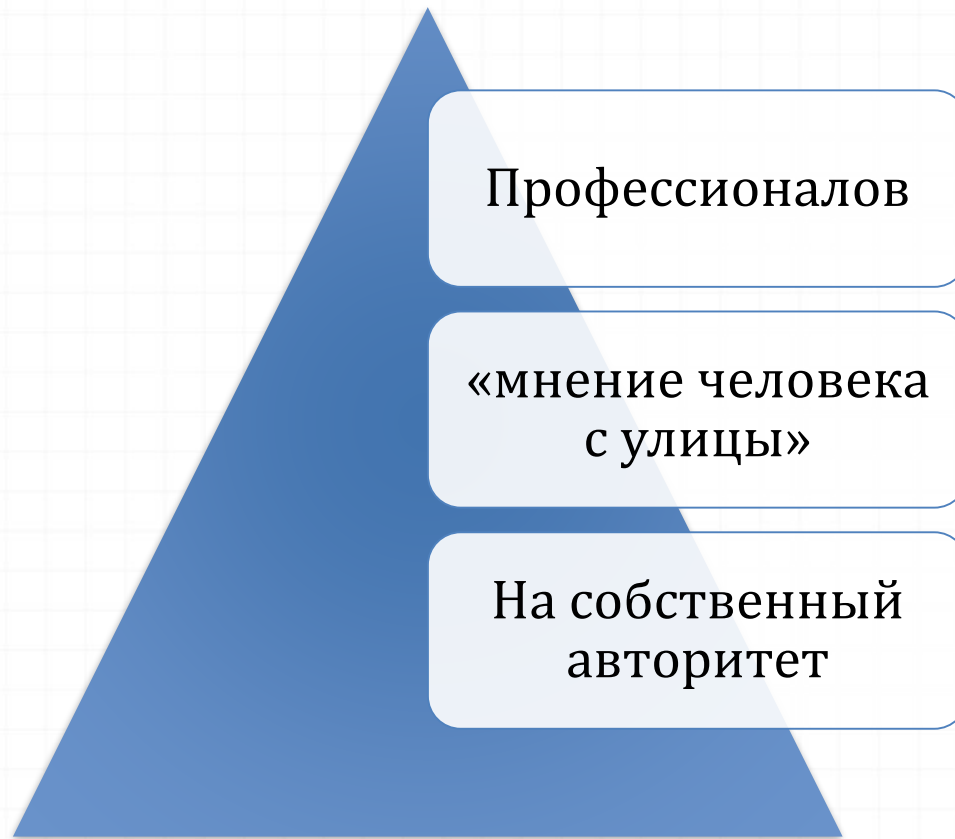 Профессионалов
«мнение человека
с улицы»
На собственный
авторитет